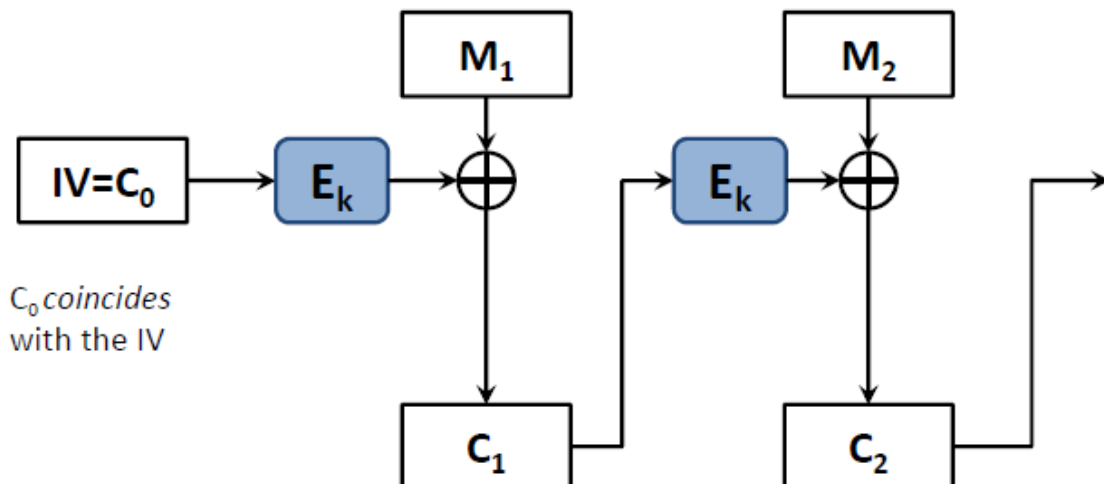 M₁
M₂
IV=C₀
Eₖ
Eₖ
C₀ coincides
with the IV
C₁
C₂